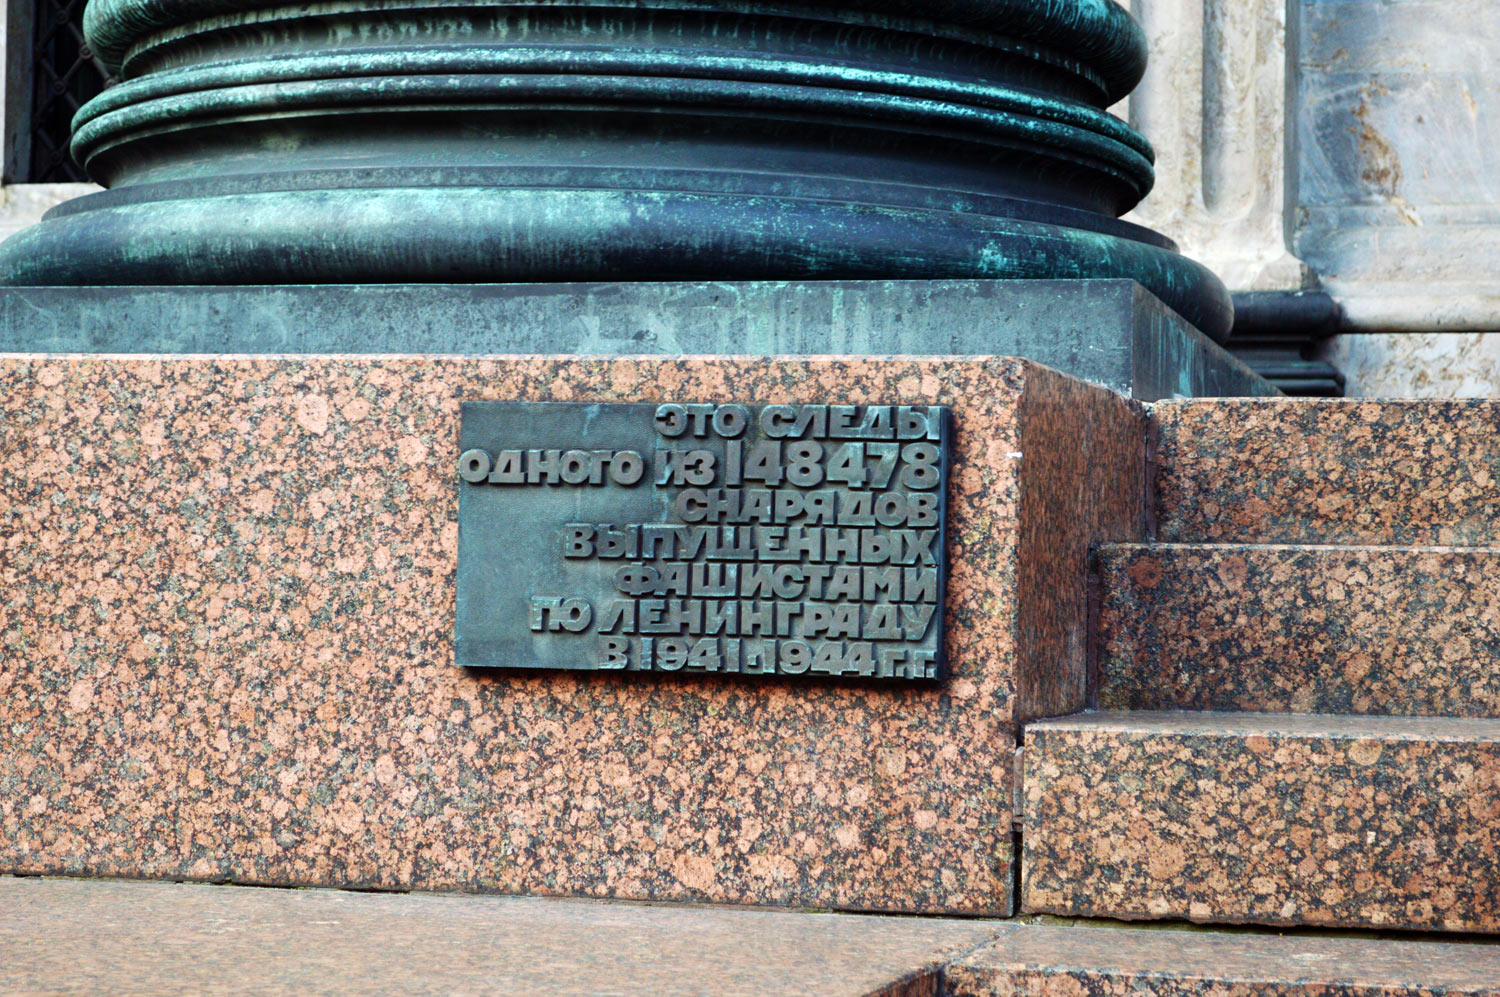 ЭТО СЛЕДЫ
ОДНОГО ИЗ 148478
СНАРЯДОВ
ВЫПУЩЕННЫХ
ФАШИСТАМИ
ПО ЛЕНИНГРАДУ
В 1941-1944 Г.Г.